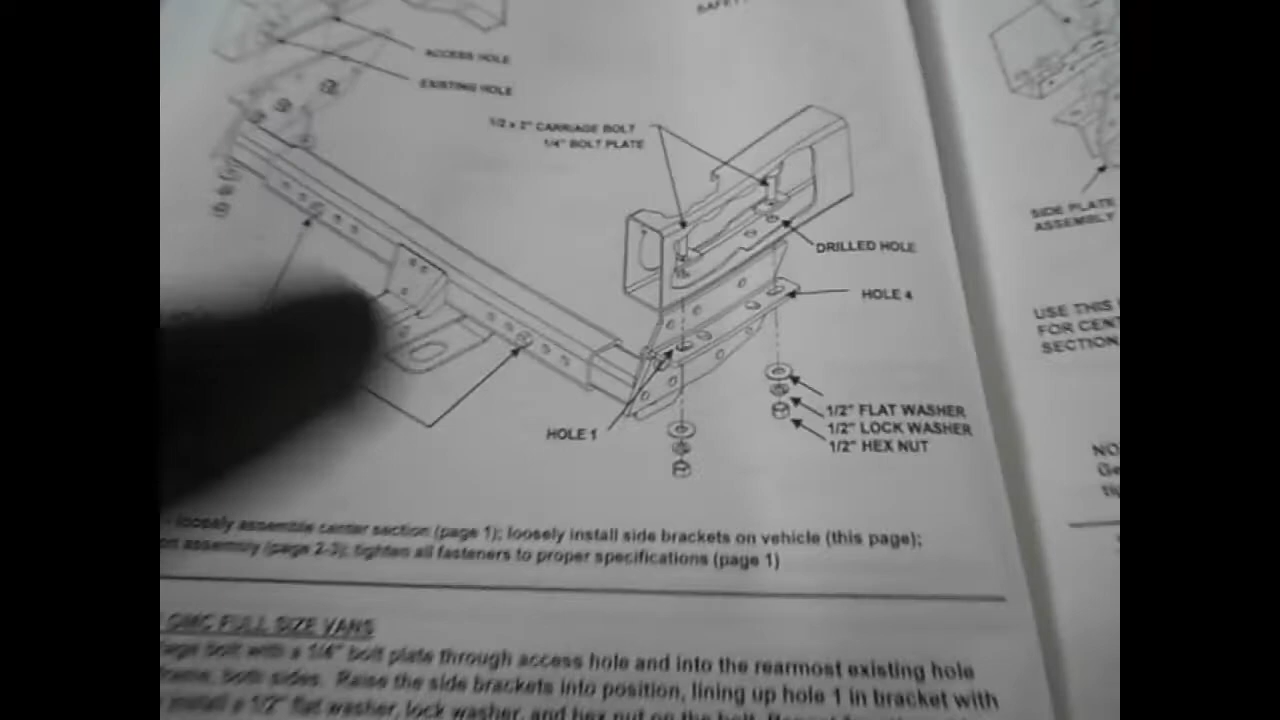 SAFETY
ACCESS HOLE
EXISTING HOLE
1/2 x 2" CARRIAGE BOLT
1/4" BOLT PLATE
DRILLED HOLE
HOLE 4
1/2" FLAT WASHER
1/2" LOCK WASHER
1/2" HEX NUT
HOLE 1
loosely assemble center section (page 1); loosely install side brackets on vehicle (this page);
assembly (page 2-3); tighten all fasteners to proper specifications (page 1)
GMC FULL SIZE VANS
bolt with a 1/4" bolt plate through access hole and into the rearmost existing hole
frame, both sides. Raise the side brackets into position, lining up hole 1 in bracket with
install a 1/2" flat washer, lock washer, and hex nut on the bolt.
SIDE PLATE
ASSEMBLY
USE THIS
FOR CENT
SECTION
NO
Ge